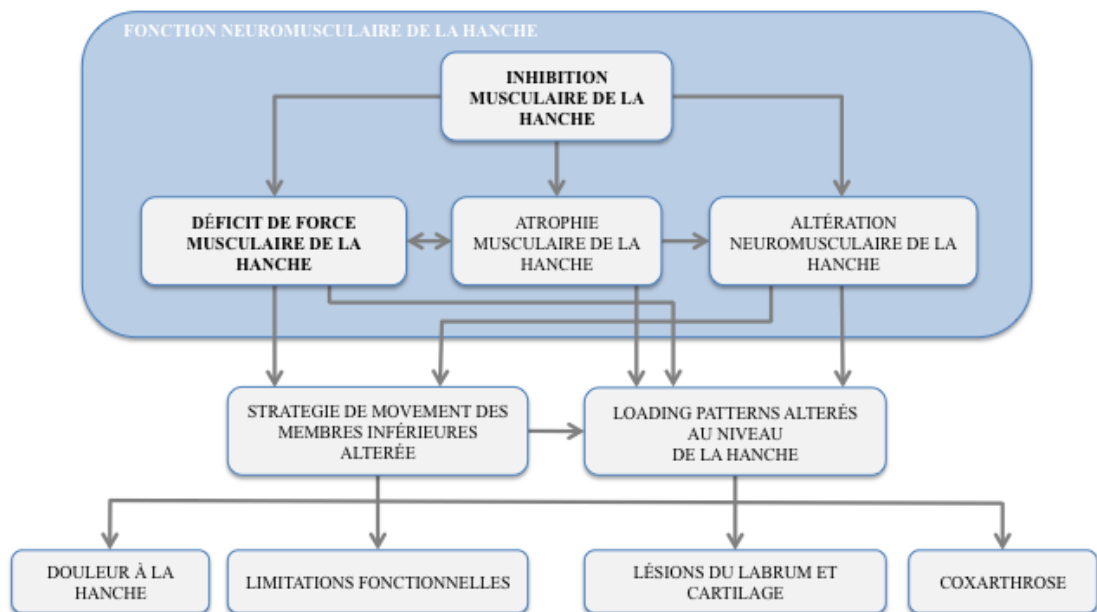 FONCTION NEUROMUSCULAIRE DE LA HANCHE
INHIBITION
MUSCULAIRE DE LA
HANCHE
DÉFICIT DE FORCE
MUSCULAIRE DE LA
HANCHE
ATROPHIE
MUSCULAIRE DE LA
HANCHE
ALTÉRATION
NEUROMUSCULAIRE DE LA
HANCHE
STRATEGIE DE MOVEMENT DES
MEMBRES INFÉRIEURES
ALTERÉE
LOADING PATTERNS ALTERÉS
AU NIVEAU
DE LA HANCHE
DOULEUR À LA
HANCHE
LIMITATIONS FONCTIONNELLES
LÉSIONS DU LABRUM ET
CARTILAGE
COXARTHROSE